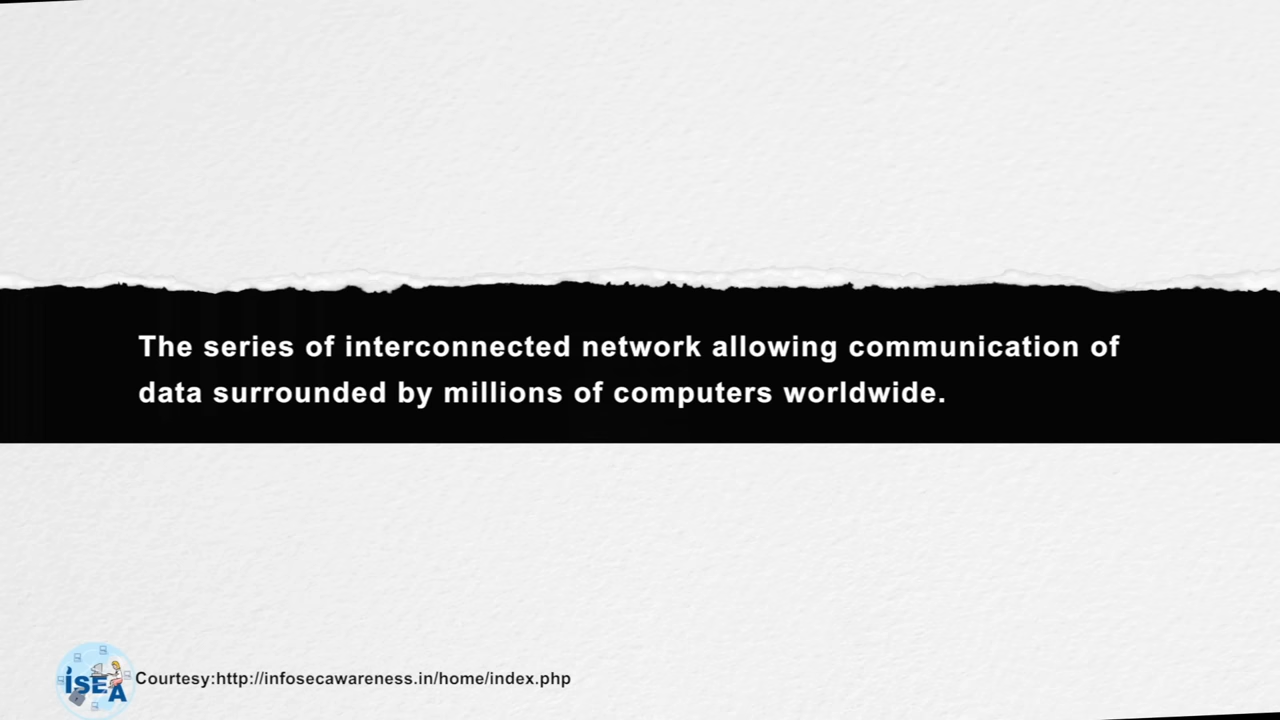 The series of interconnected network allowing communication of
data surrounded by millions of computers worldwide.
ISEA
Courtesy:http://infosecawareness.in/home/index.php